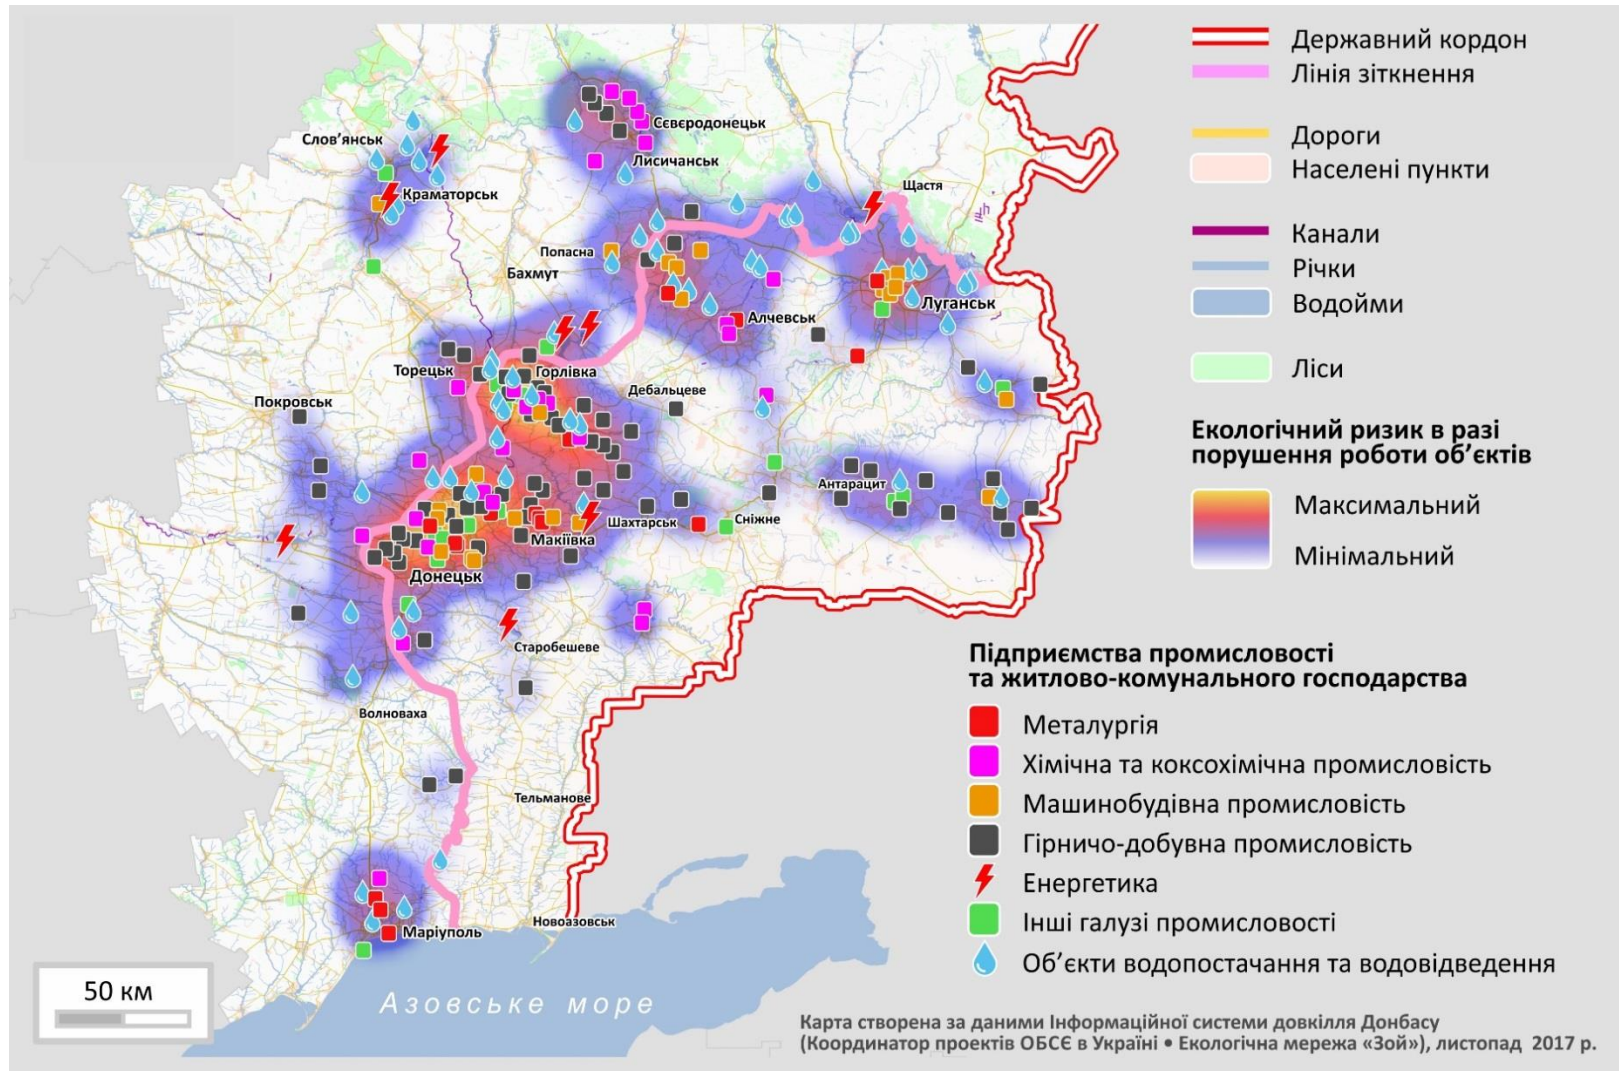 Державний кордон
Лінія зіткнення
Дороги
Населені пункти
Канали
Річки
Водойми
Ліси
Екологічний ризик в разі
порушення роботи об'єктів
Максимальний
Мінімальний
Підприємства промисловості
та житлово-комунального господарства
Металургія
Хімічна та коксохімічна промисловість
Машинобудівна промисловість
Гірничо-добувна промисловість
Енергетика
Інші галузі промисловості
Об'єкти водопостачання та водовідведення
Сєвєродонецьк
Слов'янськ
Лисичанськ
Краматорськ
Щастя
Попасна
Бахмут
Луганськ
Алчевськ
Торецьк
Горлівка
Дебальцеве
Покровськ
Антарацит
Шахтарськ
Сніжне
Макіївка
Донецьк
Старобешеве
Волноваха
Тельманове
Новоазовськ
Маріуполь
50 км
Азовське море
Карта створена за даними Інформаційної системи довкілля Донбасу
(Координатор проектів ОБСЄ в Україні • Екологічна мережа «Зой»), листопад 2017 р.